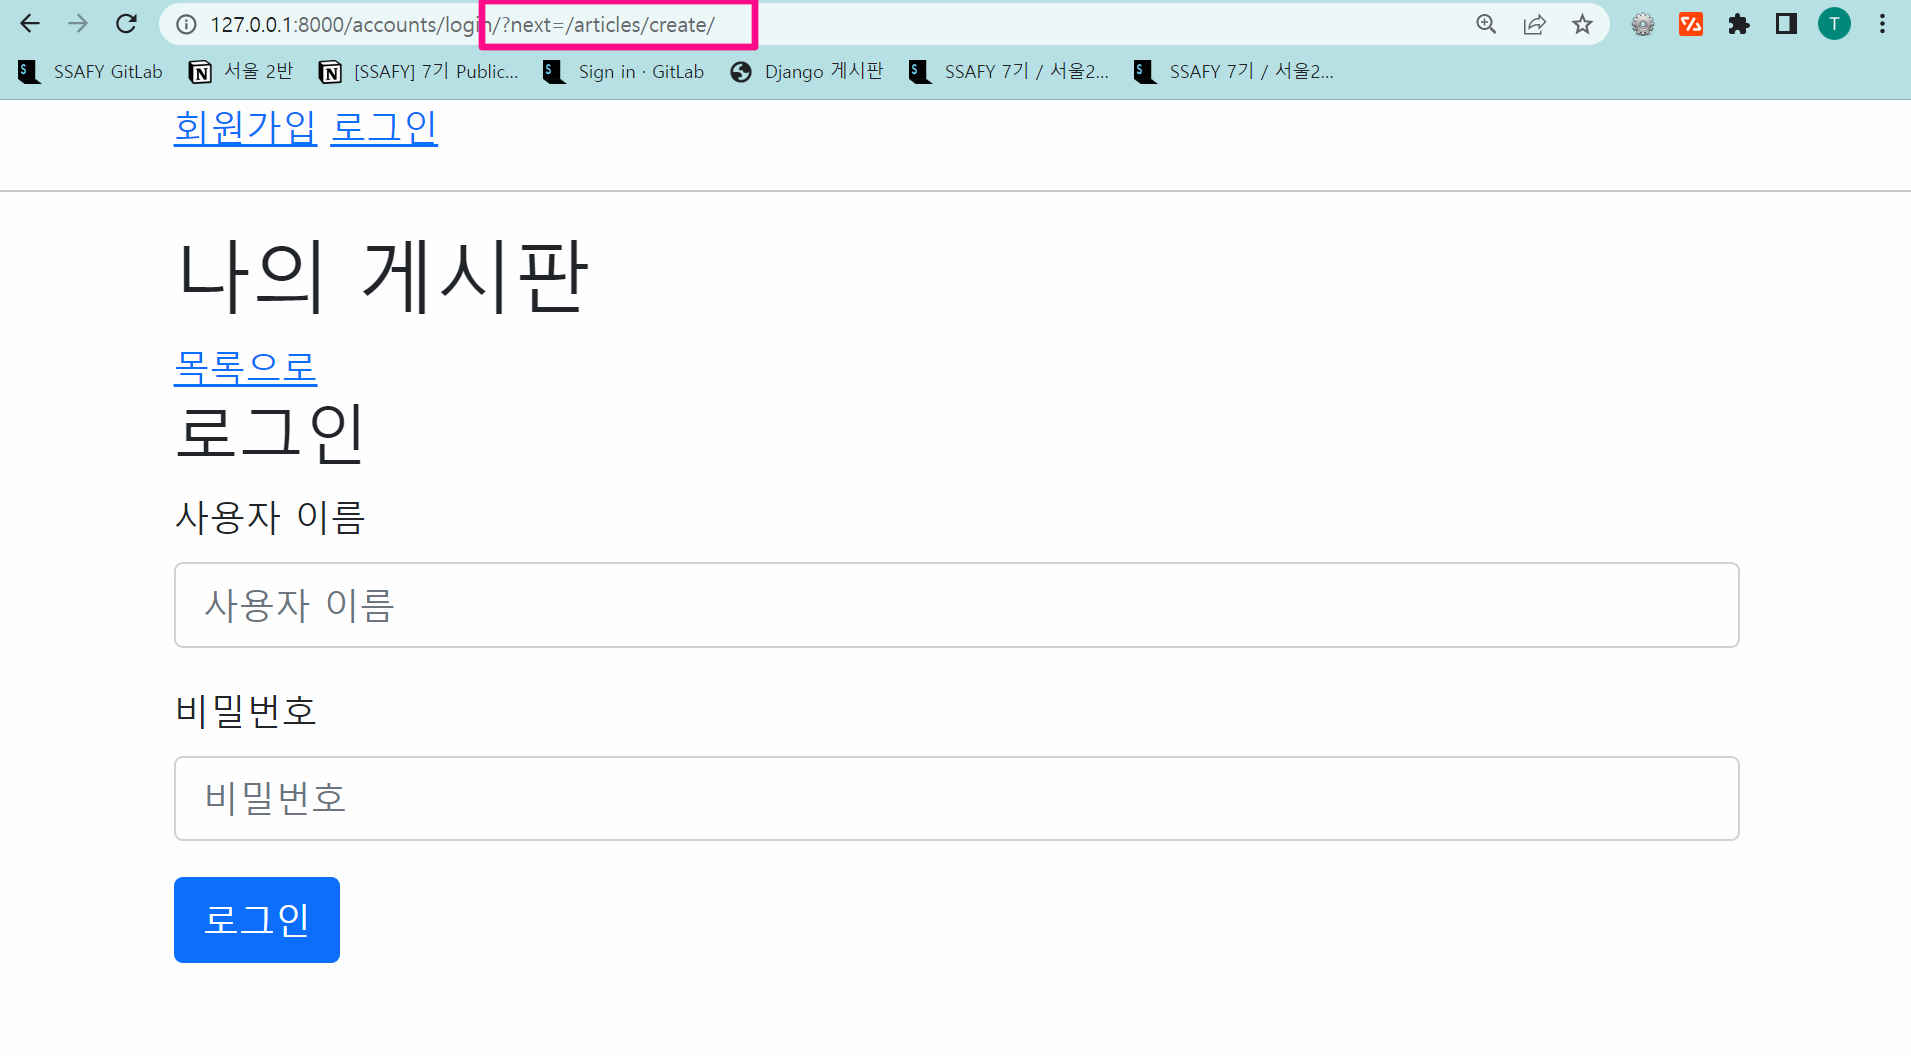 127.0.0.1:8000/accounts/login/?next=/articles/create/
T
SSAFY GitLab 서울 2반 [SSAFY] 7기 Public... Sign in · GitLab Django 게시판 SSAFY 7기 / 서울2... SSAFY 7기 / 서울2...
회원가입 로그인
나의 게시판
목록으로
로그인
사용자 이름
사용자 이름
비밀번호
비밀번호
로그인